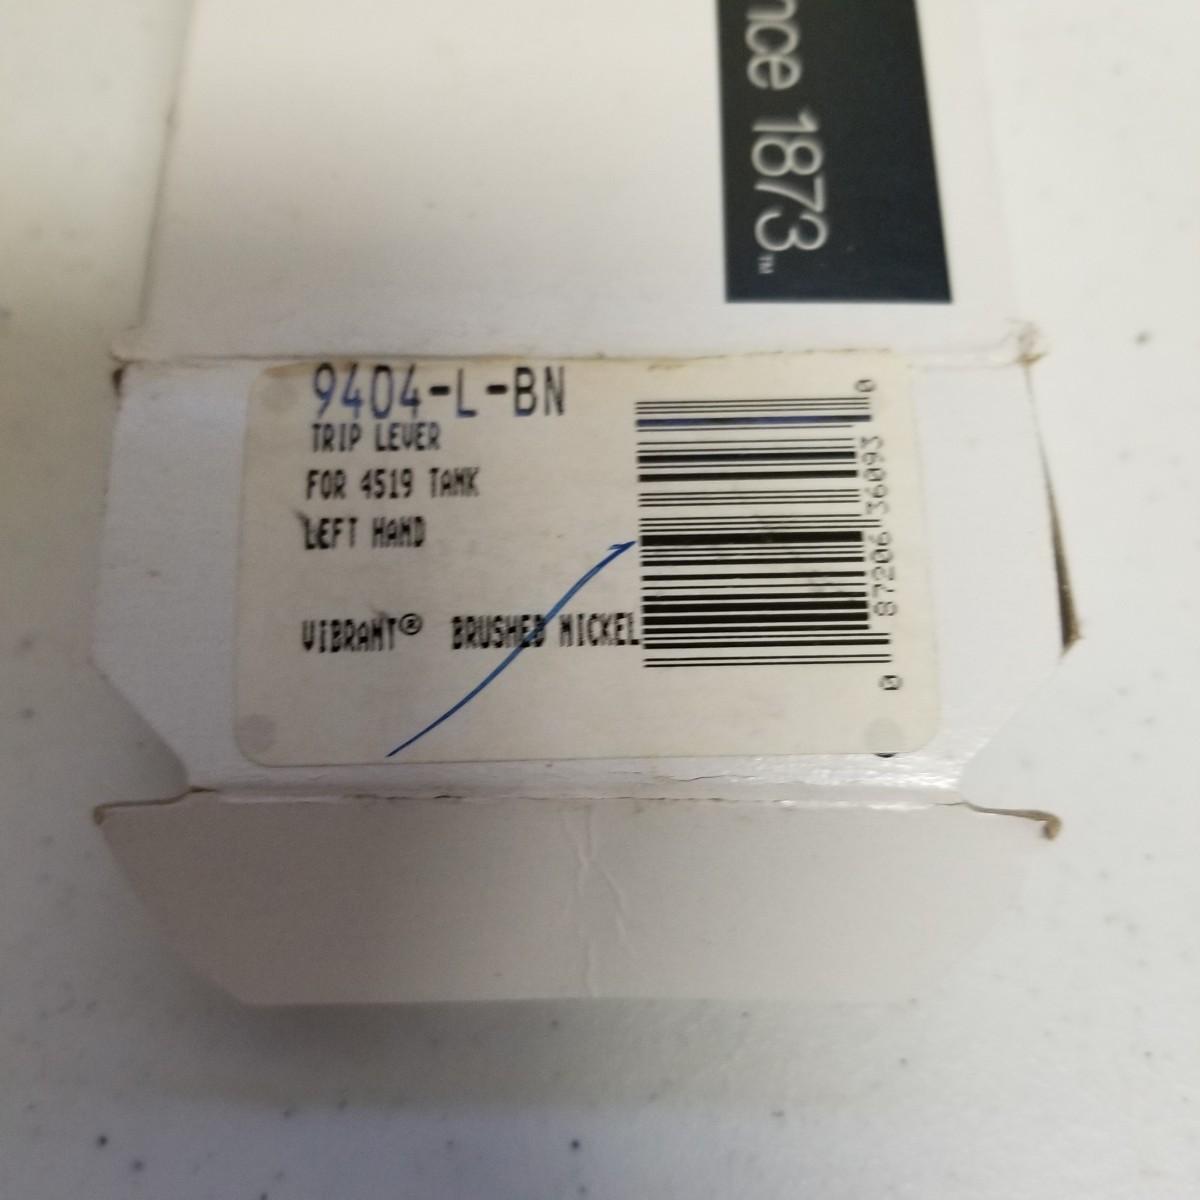 nce 1873™
9404-L-BN
TRIP LEVER
FOR 4519 TANK
LEFT HAND
VIBRANT® BRUSHED NICKEL
0 87206 36093 0